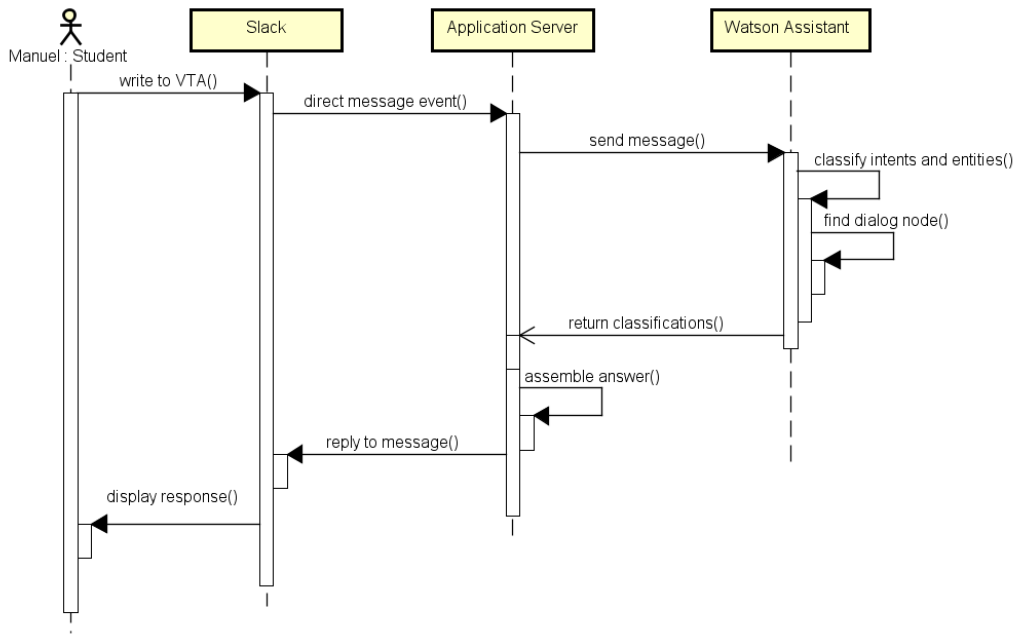 Slack
Application Server
Watson Assistant
Manuel : Student
write to VTA()
direct message event()
send message()
classify intents and entities()
find dialog node()
return classifications()
assemble answer()
reply to message()
display response()